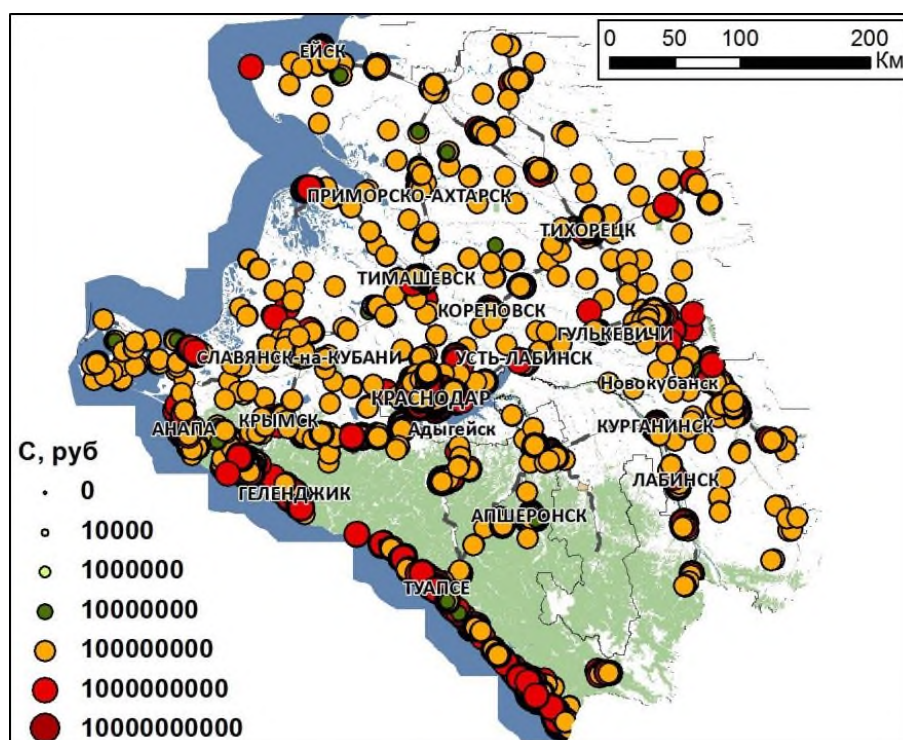 ЕЙСК
0 50 100 200
Км
ПРИМОРСКО-АХТАРСК
ТИХОРЕЦК
ТИМАШЕВСК
КОРЕНОВСК
ГУЛЬКЕВИЧИ
СЛАВЯНСК-на-КУБАНИ
УСТЬ-ЛАБИНСК
Новокубанск
КРАСНОДАР
АНАПА
КРЫМСК
Адыгейск
КУРГАНИНСК
С, руб
0
10000
1000000
10000000
100000000
1000000000
10000000000
ГЕЛЕНДЖИК
ЛАБИНСК
АПШЕРОНСК
ТУАПСЕ